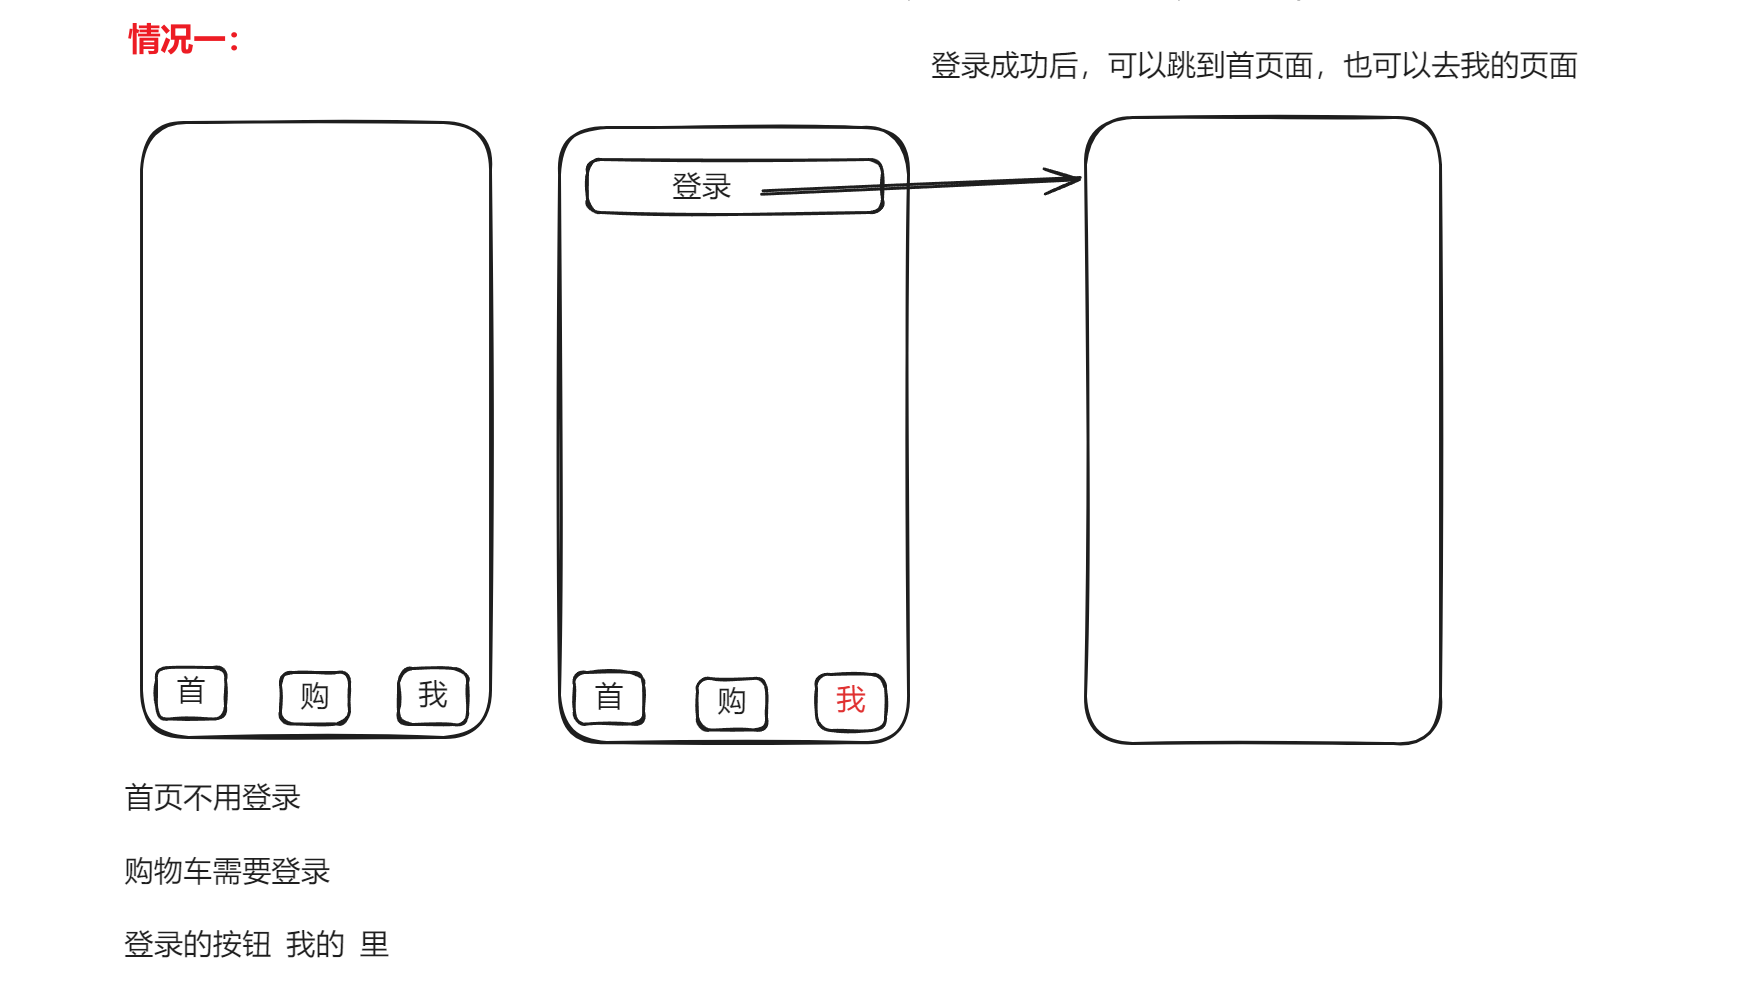 情况一：
登录成功后，可以跳到首页面，也可以去我的页面
登录
首
购
我
首
购
我
首页不用登录
购物车需要登录
登录的按钮 我的 里